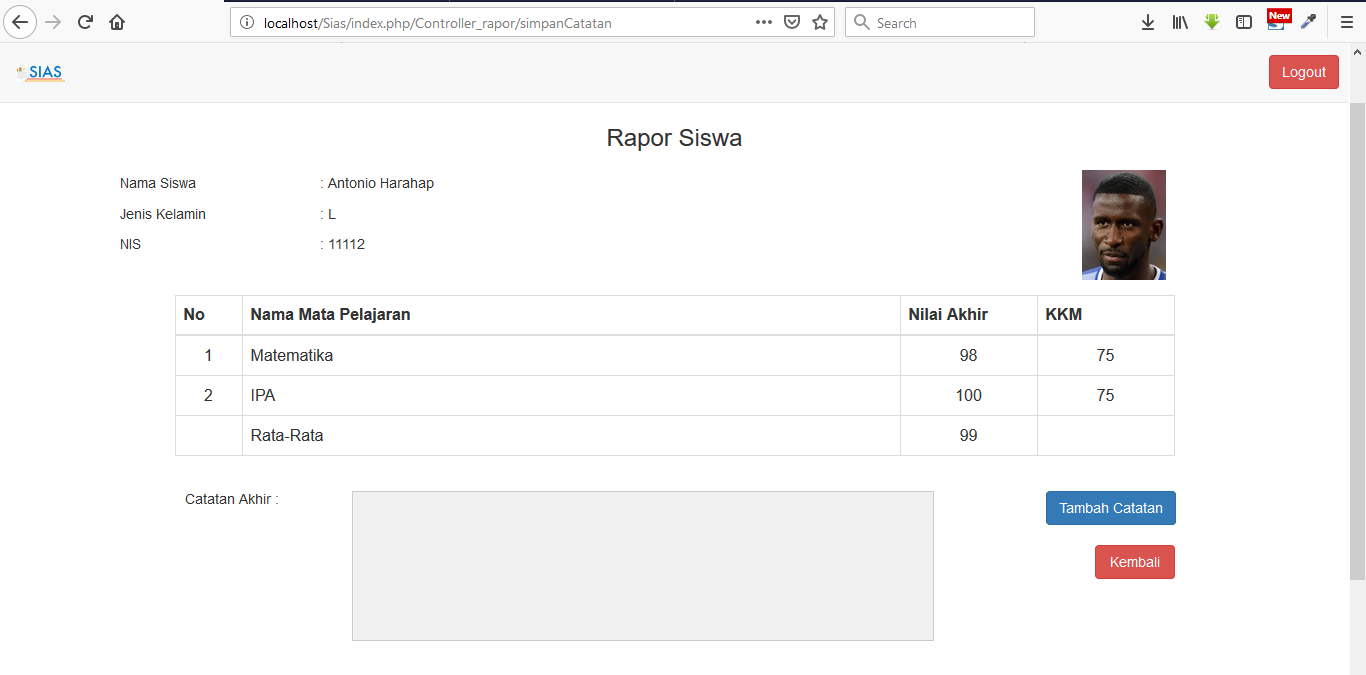 localhost/Sias/index.php/Controller_rapor/simpanCatatan
Search
New
SIAS
Logout
Rapor Siswa
Nama Siswa : Antonio Harahap
Jenis Kelamin : L
NIS : 11112
No Nama Mata Pelajaran Nilai Akhir KKM
1 Matematika 98 75
2 IPA 100 75
Rata-Rata 99
Catatan Akhir :
Tambah Catatan
Kembali